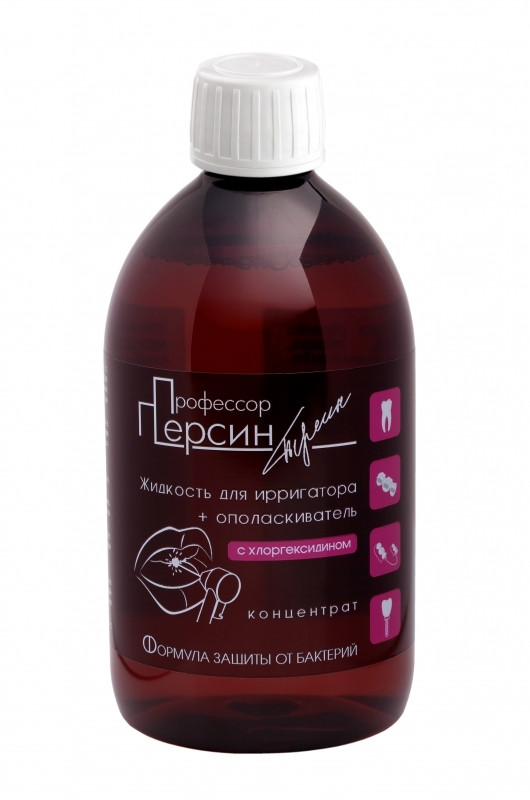 Профессор
Персин
Жидкость для ирригатора
+ ополаскиватель
с хлоргексидином
концентрат
Формула защиты от бактерий